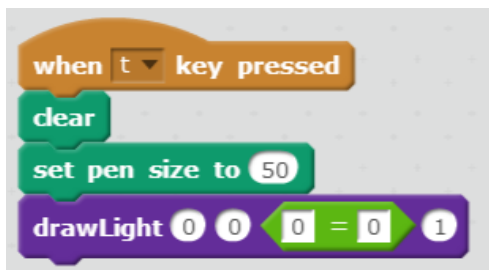 when t key pressed
clear
set pen size to 50
drawLight 0 0 0 = 0 1